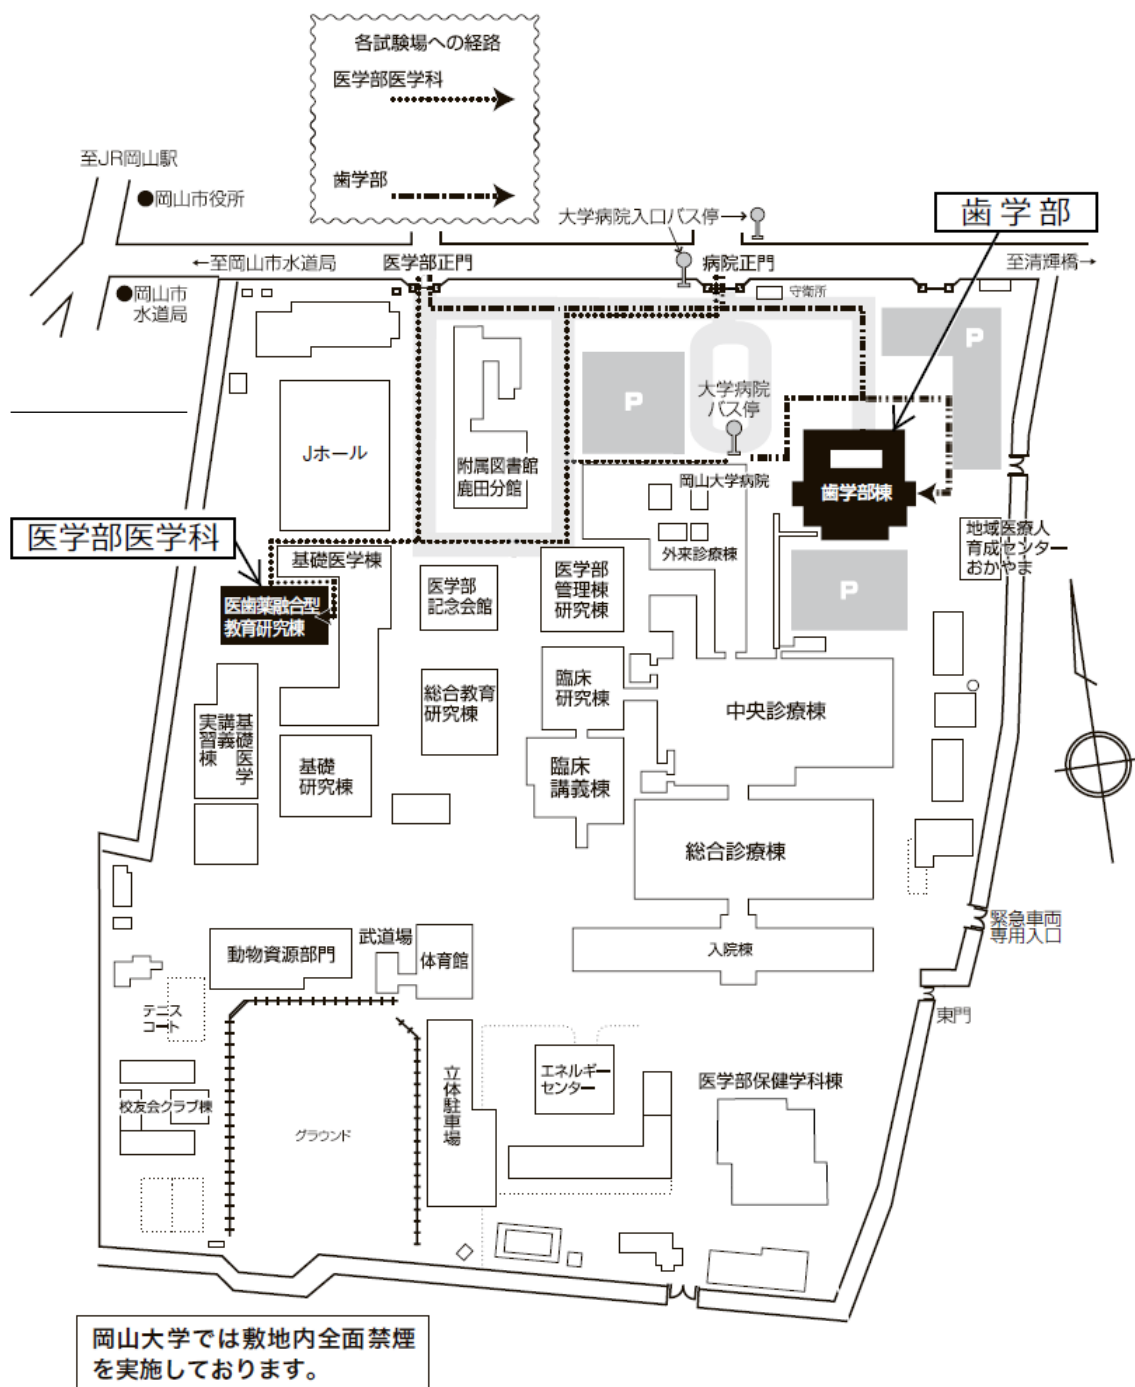 各試験場への経路
医学部医学科
歯学部
至JR岡山駅
●岡山市役所
大学病院入口バス停→
歯学部
←至岡山市水道局
医学部正門
病院正門
至清輝橋→
●岡山市
水道局
守衛所
P
P
大学病院
バス停
Jホール
附属図書館
鹿田分館
岡山大学病院
歯学部棟
医学部医学科
基礎医学棟
外来診療棟
地域医療人
育成センター
おかやま
医歯薬融合型
教育研究棟
医学部
記念会館
医学部
管理棟
研究棟
P
総合教育
研究棟
臨床
研究棟
中央診療棟
基礎医学
講義
実習棟
基礎
研究棟
臨床
講義棟
総合診療棟
緊急車両
専用入口
動物資源部門
武道場
体育館
入院棟
テニス
コート
東門
立体駐車場
エネルギー
センター
医学部保健学科棟
校友会クラブ棟
グラウンド
岡山大学では敷地内全面禁煙
を実施しております。